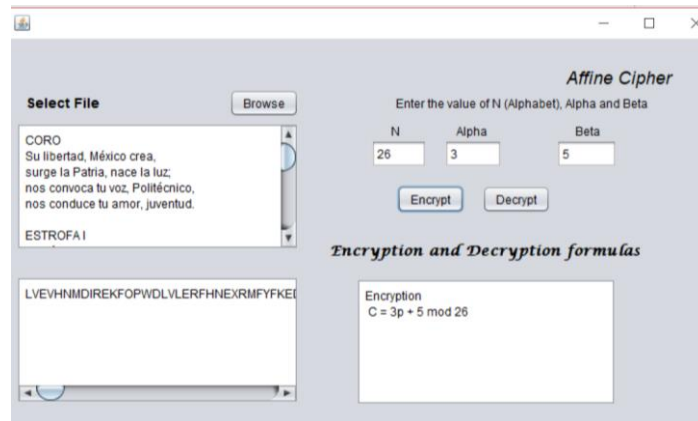 Affine Cipher
Select File
Browse
Enter the value of N (Alphabet), Alpha and Beta
N Alpha Beta
26 3 5
CORO
Su libertad, México crea,
surge la Patria, nace la luz;
nos convoca tu voz, Politécnico,
nos conduce tu amor, juventud.
ESTROFA I
Encrypt Decrypt
Encryption and Decryption formulas
LVEVHNMDIREKFOPWDLVLERFHNEXRMFYFKE
Encryption
C = 3p + 5 mod 26